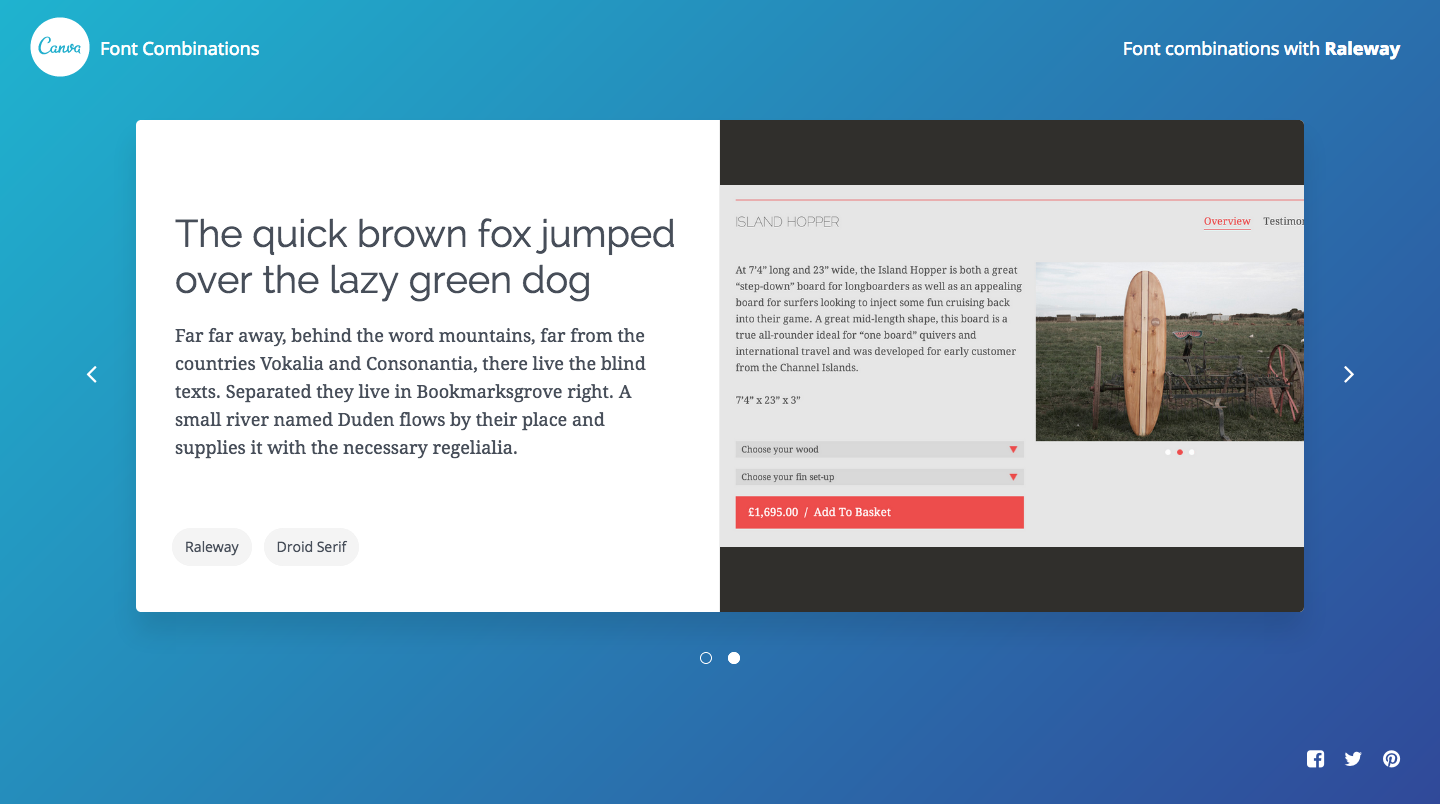 Canva
Font Combinations
Font combinations with Raleway
The quick brown fox jumped
over the lazy green dog
Far far away, behind the word mountains, far from the
countries Vokalia and Consonantia, there live the blind
texts. Separated they live in Bookmarksgrove right. A
small river named Duden flows by their place and
supplies it with the necessary regelialia.
Raleway
Droid Serif
ISLAND HOPPER
Overview
Testimon
At 7’4” long and 23” wide, the Island Hopper is both a great
“step-down” board for longboarders as well as an appealing
board for surfers looking to inject some fun cruising back
into their game. A great mid-length shape, this board is a
true all-rounder ideal for “one board” quivers and
international travel and was developed for early customer
from the Channel Islands.
7’4” x 23” x 3”
Choose your wood
Choose your fin set-up
£1,695.00 / Add To Basket